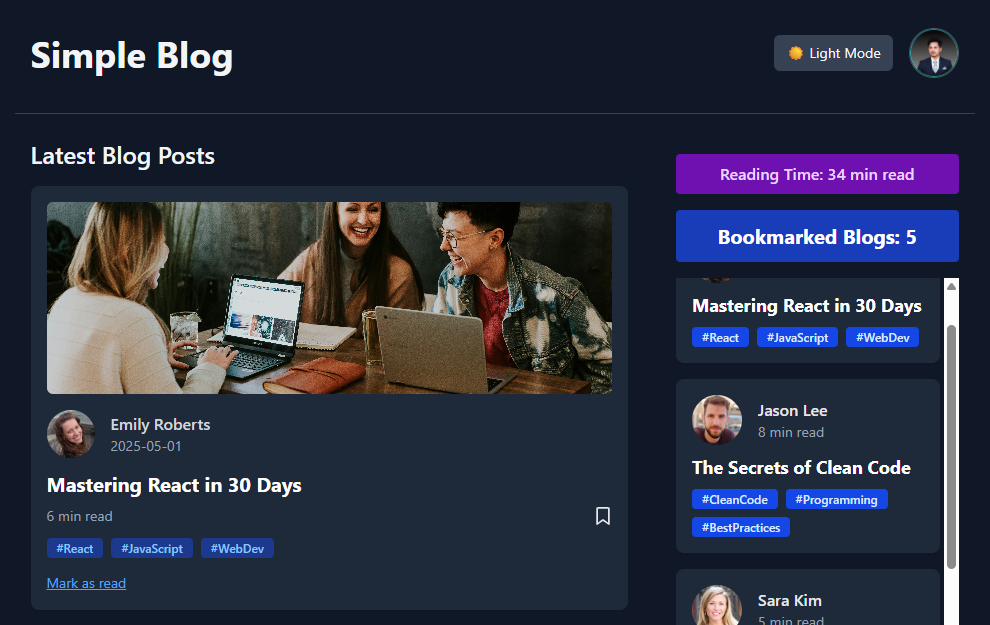 Simple Blog
Light Mode
Latest Blog Posts
Emily Roberts
2025-05-01
Mastering React in 30 Days
6 min read
#React #JavaScript #WebDev
Mark as read
Reading Time: 34 min read
Bookmarked Blogs: 5
Mastering React in 30 Days
#React #JavaScript #WebDev
Jason Lee
8 min read
The Secrets of Clean Code
#CleanCode #Programming
#BestPractices
Sara Kim
5 min read